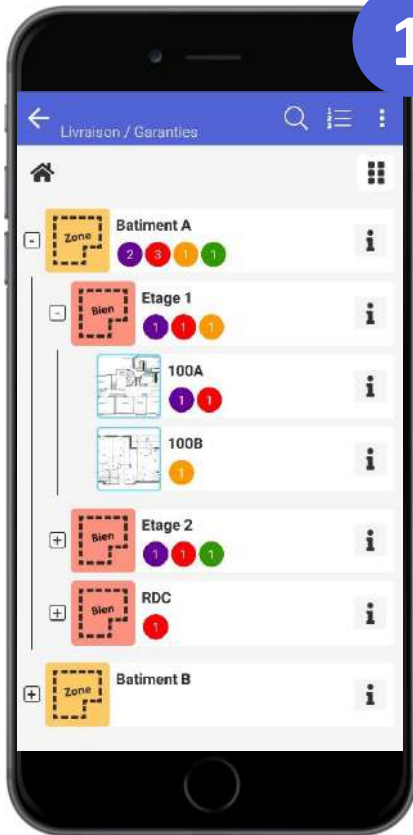 1
Livraison / Garanties
Zone
Batiment A
2 3 1 1
Bien
Etage 1
1 1 1
100A
1 1
100B
1
Bien
Etage 2
1 1 1
Bien
RDC
1
Zone
Batiment B